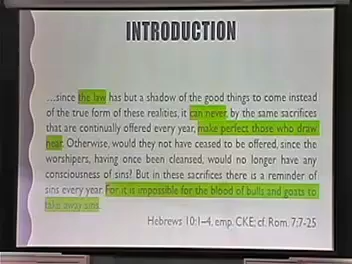 INTRODUCTION
...since the law has but a shadow of the good things to come instead
of the true form of these realities, it can never, by the same sacrifices
that are continually offered every year, make perfect those who draw
near. Otherwise, would they not have ceased to be offered, since the
worshipers, having once been cleansed, would no longer have any
consciousness of sins? But in these sacrifices there is a reminder of
sins every year. For it is impossible for the blood of bulls and goats to
take away sins.
Hebrews 10:1-4, emp. CKE; cf. Rom. 7:7-25